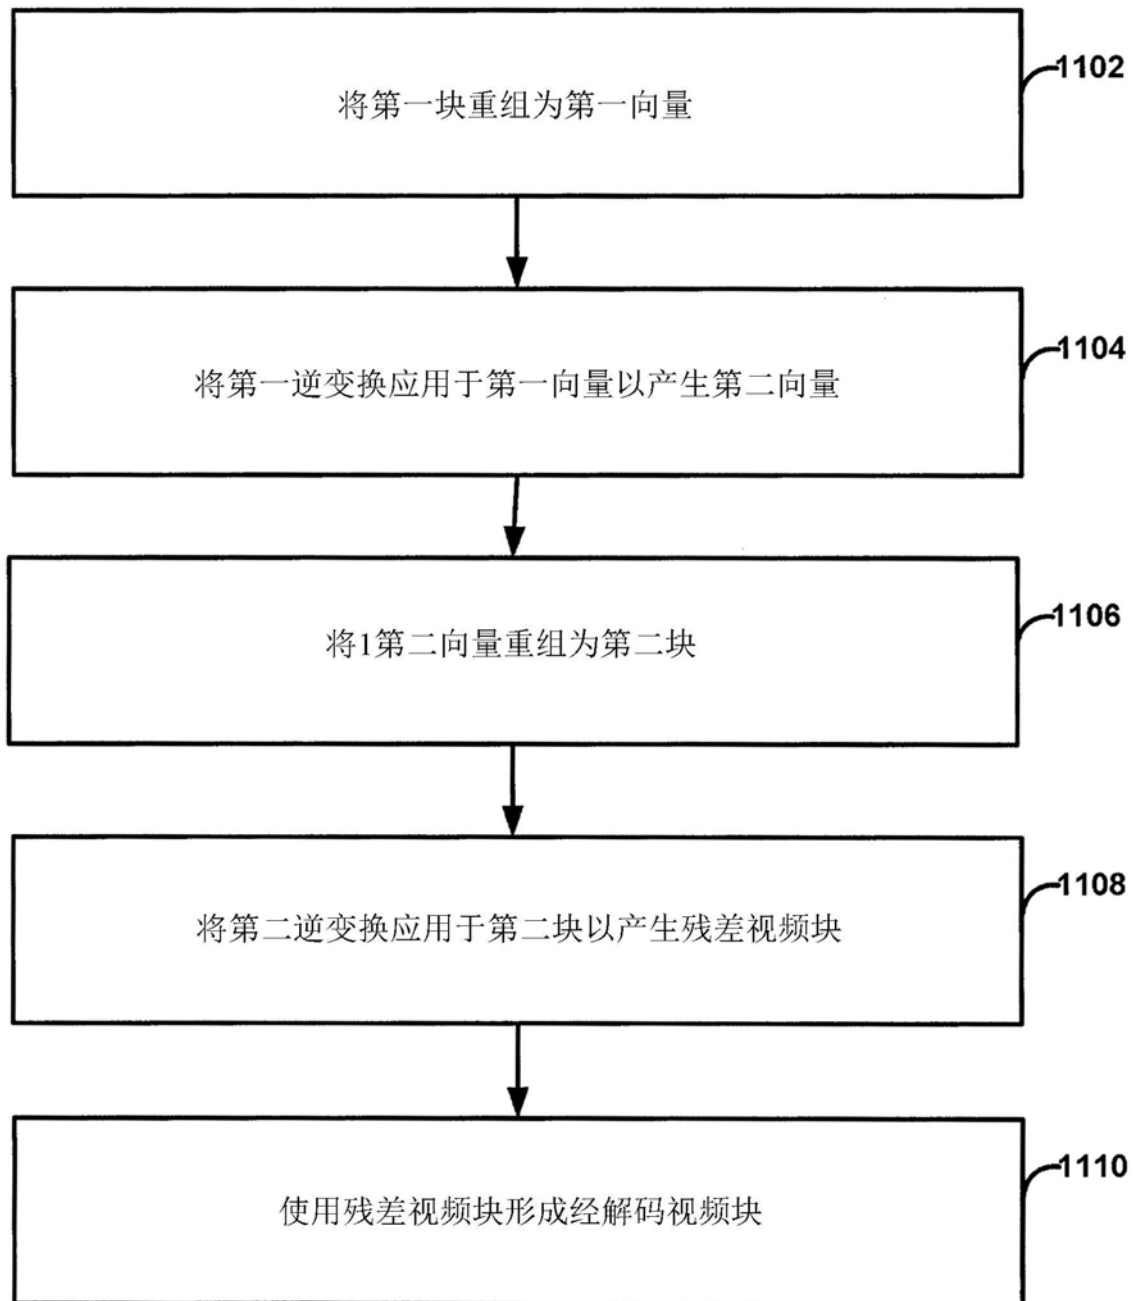 将第一块重组为第一向量
1102
将第一逆变换应用于第一向量以产生第二向量
1104
将1第二向量重组为第二块
1106
将第二逆变换应用于第二块以产生残差视频块
1108
使用残差视频块形成经解码视频块
1110